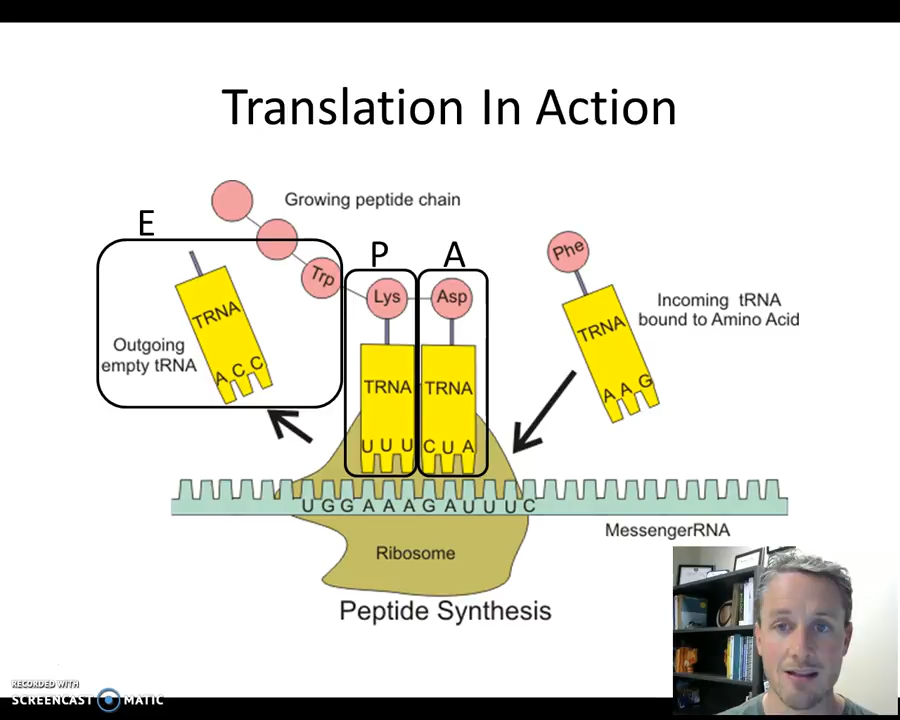 Translation In Action
Growing peptide chain
E
P
A
Trp
Lys
Asp
Phe
TRNA
Outgoing
empty tRNA
A C C
TRNA
U U U
TRNA
C U A
TRNA
A A G
Incoming tRNA
bound to Amino Acid
U G G A A A G A U U U C
MessengerRNA
Ribosome
Peptide Synthesis
RECORDED WITH
SCREENCAST MATIC